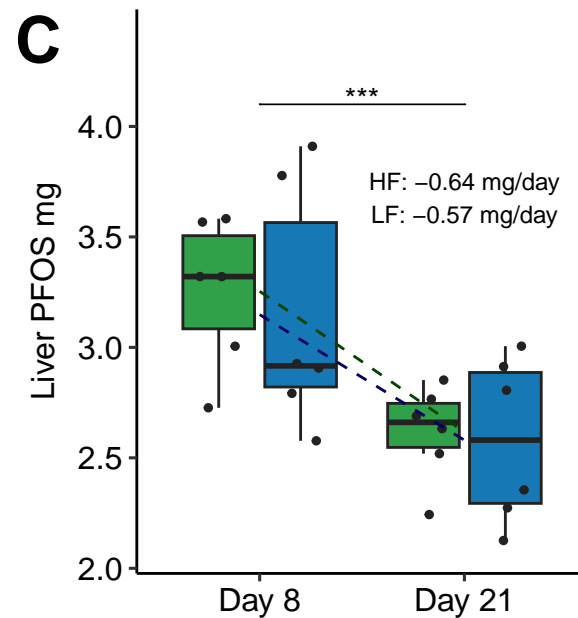 C
***
HF: −0.64 mg/day
LF: −0.57 mg/day
Liver PFOS mg
4.0
3.5
3.0
2.5
2.0
Day 8
Day 21